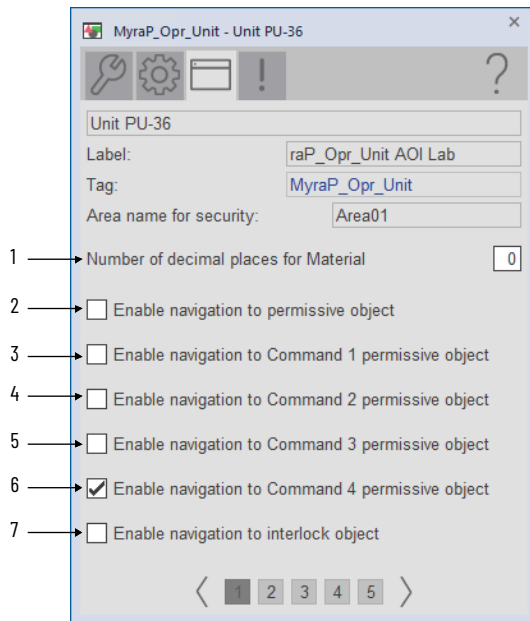 MyraP_Opr_Unit - Unit PU-36
×
?
Unit PU-36
Label: raP_Opr_Unit AOI Lab
Tag: MyraP_Opr_Unit
Area name for security: Area01
1 Number of decimal places for Material 0
2 Enable navigation to permissive object
3 Enable navigation to Command 1 permissive object
4 Enable navigation to Command 2 permissive object
5 Enable navigation to Command 3 permissive object
6 Enable navigation to Command 4 permissive object
7 Enable navigation to interlock object
1 2 3 4 5